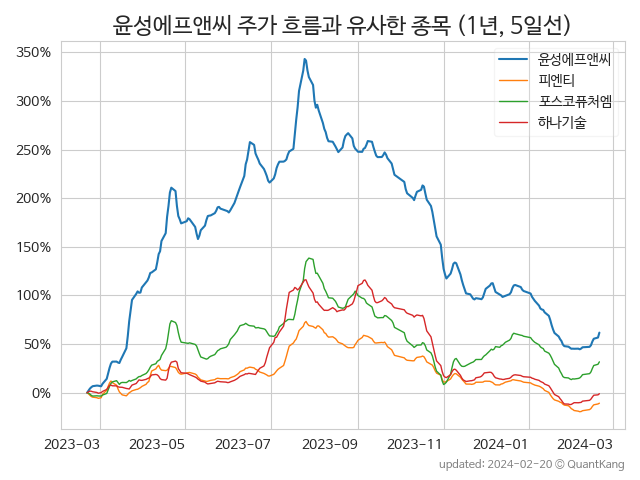 윤성에프앤씨 주가 흐름과 유사한 종목 (1년, 5일선)
350%
300%
250%
200%
150%
100%
50%
0%
윤성에프앤씨
피엔티
포스코퓨처엠
하나기술
2023-03
2023-05
2023-07
2023-09
2023-11
2024-01
2024-03
updated: 2024-02-20 © QuantKang